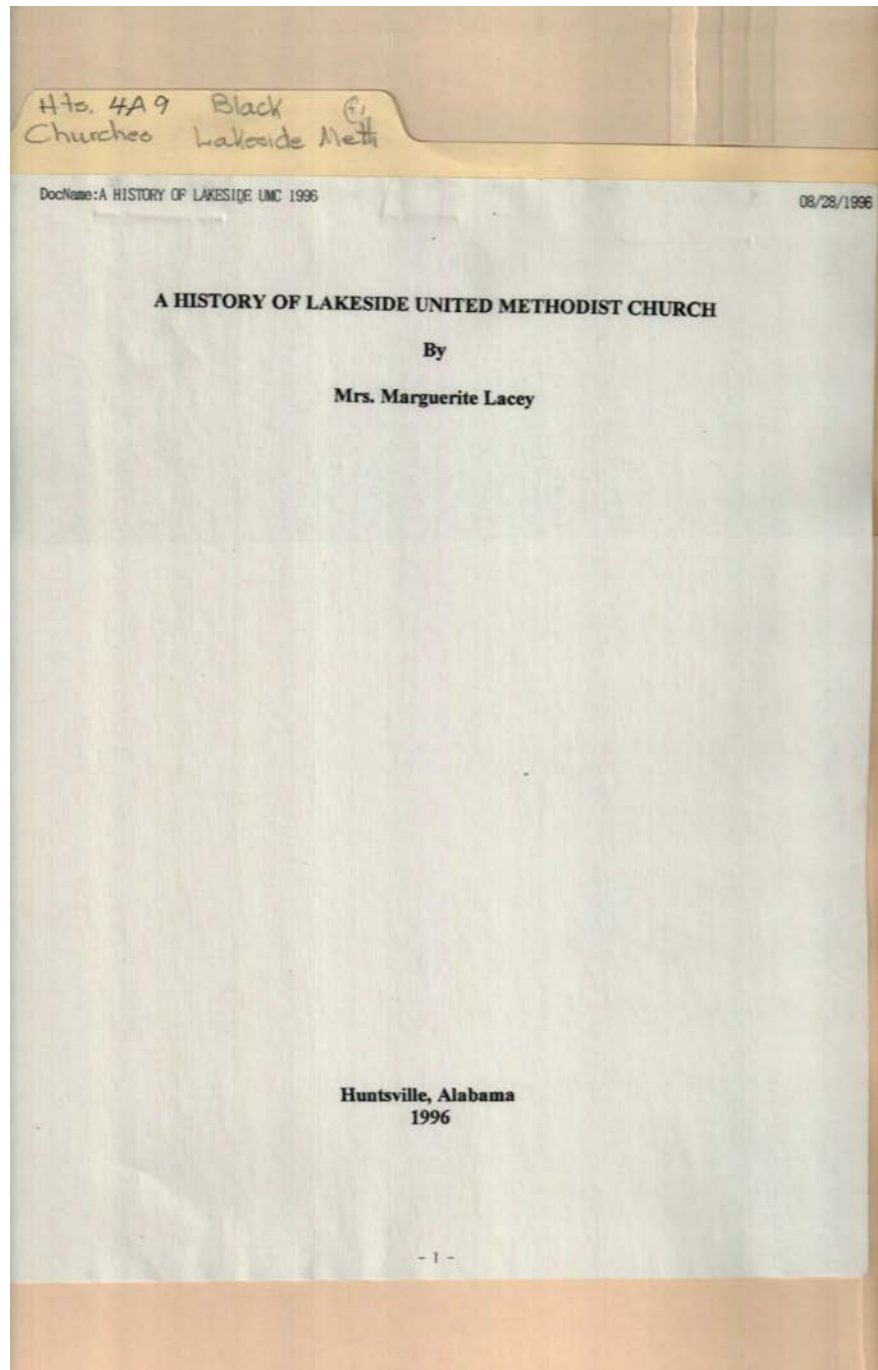 Hts. 4A9 Black
Churches Lakeside Meth
DocName:A HISTORY OF LAKESIDE UMC 1996 08/28/1996
A HISTORY OF LAKESIDE UNITED METHODIST CHURCH
By
Mrs. Marguerite Lacey
Huntsville, Alabama
1996
- 1 -